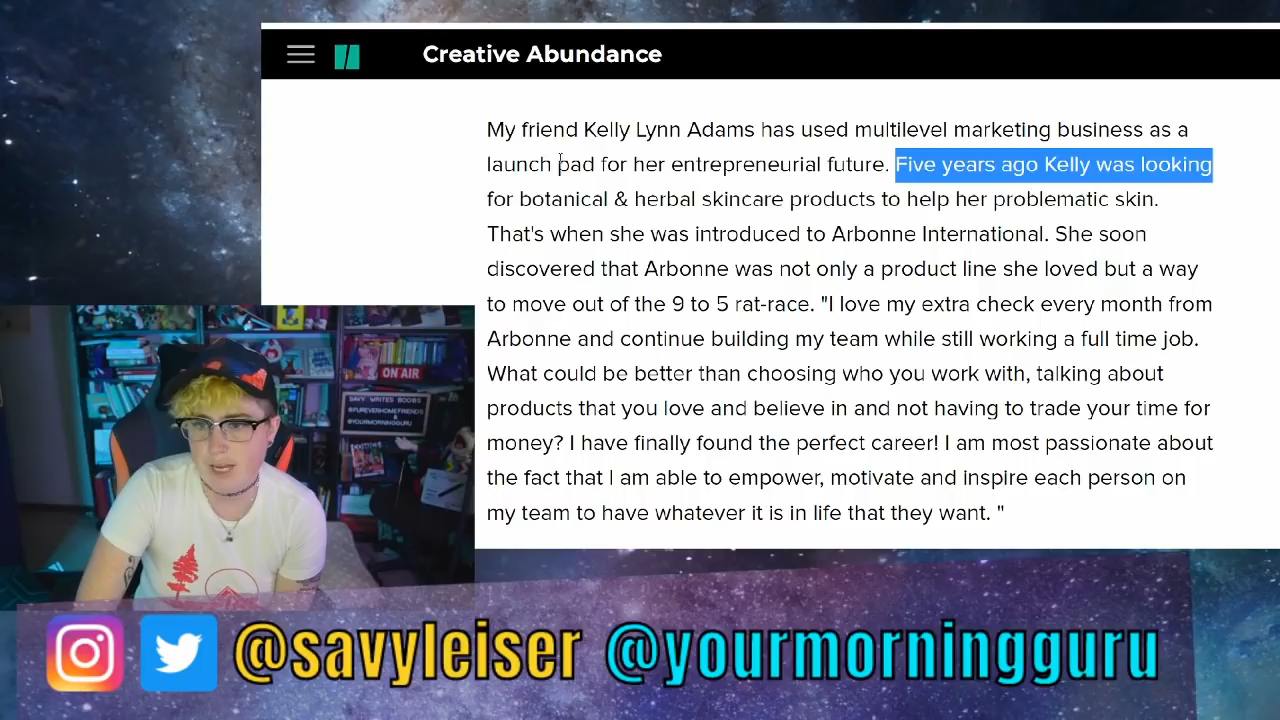 Creative Abundance
My friend Kelly Lynn Adams has used multilevel marketing business as a
launch pad for her entrepreneurial future. Five years ago Kelly was looking
for botanical & herbal skincare products to help her problematic skin.
That's when she was introduced to Arbonne International. She soon
discovered that Arbonne was not only a product line she loved but a way
to move out of the 9 to 5 rat-race. "I love my extra check every month from
Arbonne and continue building my team while still working a full time job.
What could be better than choosing who you work with, talking about
products that you love and believe in and not having to trade your time for
money? I have finally found the perfect career! I am most passionate about
the fact that I am able to empower, motivate and inspire each person on
my team to have whatever it is in life that they want. "
ON AIR
SAVY WRITES BOOBS
@FUREVERHOMEFRIENDS
&
@YOURMORNINGGURU
COMICS
@savyleiser @yourmorningguru